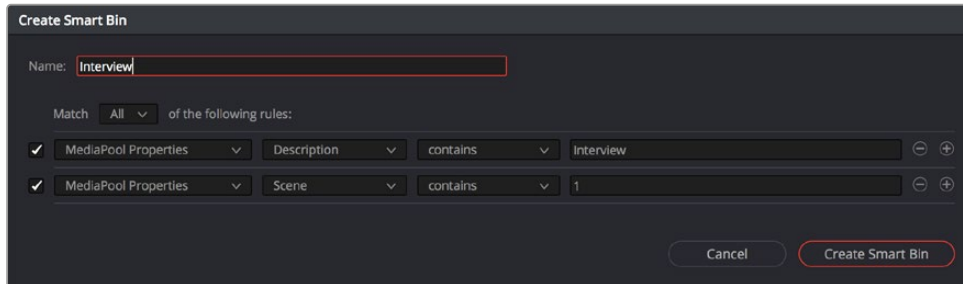 Create Smart Bin
Name: Interview
Match All of the following rules:
MediaPool Properties Description contains Interview
MediaPool Properties Scene contains 1
Cancel Create Smart Bin